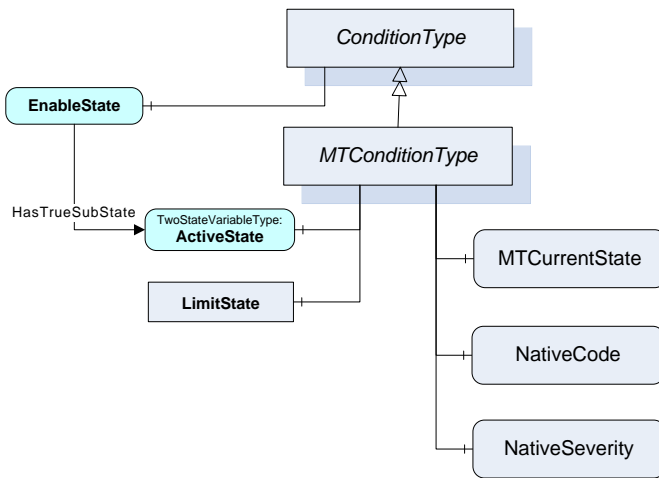 ConditionType
EnableState
MTConditionType
HasTrueSubState
TwoStateVariableType:
ActiveState
MTCurrentState
LimitState
NativeCode
NativeSeverity